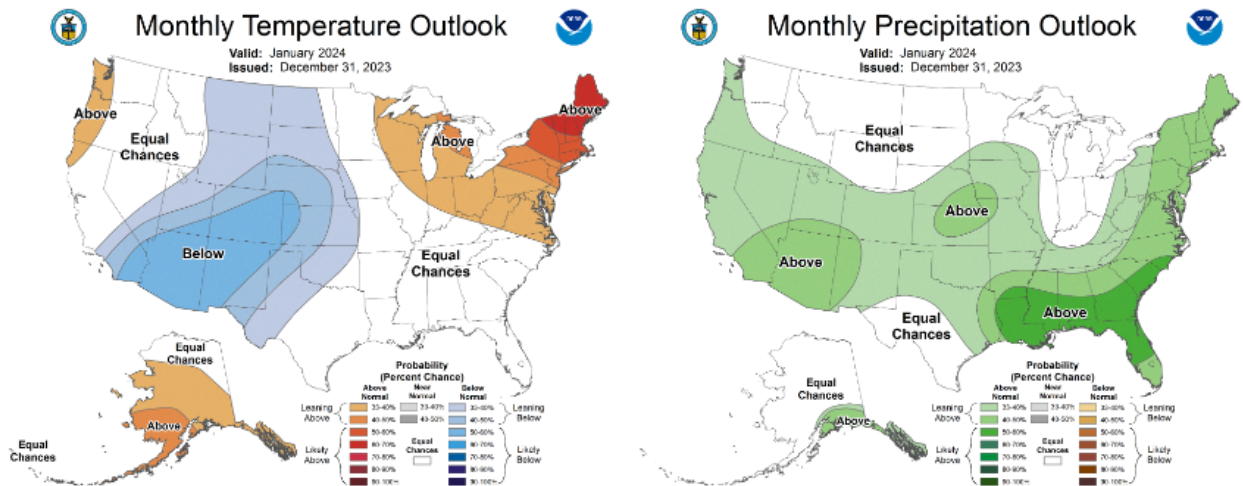 Monthly Temperature Outlook
Valid: January 2024
Issued: December 31, 2023
Above
Equal
Chances
Above
Above
Below
Equal
Chances
Equal
Chances
Above
Equal
Chances
Probability
(Percent Chance)
Above
Normal
Near
Normal
Below
Normal
Leaning
Above
33-40%
33-40%
33-40%
Leaning
Below
40-50%
40-50%
40-50%
Likely
Above
50-60%
50-60%
Likely
Below
60-70%
Equal
Chances
60-70%
70-80%
70-80%
80-90%
80-90%
90-100%
90-100%
Monthly Precipitation Outlook
Valid: January 2024
Issued: December 31, 2023
Equal
Chances
Above
Above
Above
Equal
Chances
Equal
Chances
Above
Probability
(Percent Chance)
Above
Normal
Near
Normal
Below
Normal
Leaning
Above
33-40%
33-40%
33-40%
Leaning
Below
40-50%
40-50%
40-50%
Likely
Above
50-60%
50-60%
Likely
Below
60-70%
Equal
Chances
60-70%
70-80%
70-80%
80-90%
80-90%
90-100%
90-100%